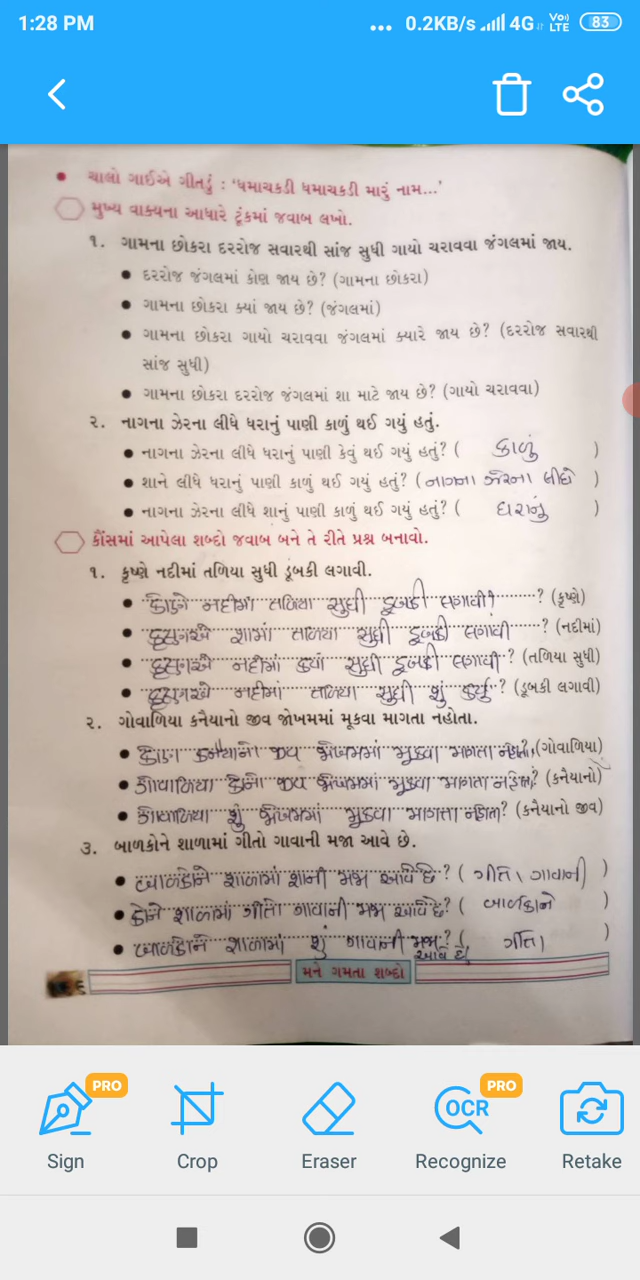 1:28 PM ... 0.2KB/s 4G Vo) LTE 83
• ચાલો ગાઈએ ગીતડું : ‘ધમાચકડી ધમાચકડી મારું નામ...’
મુખ્ય વાક્યના આધારે ટૂંકમાં જવાબ લખો.
૧. ગામના છોકરા દરરોજ સવારથી સાંજ સુધી ગાયો ચરાવવા જંગલમાં જાય.
• દરરોજ જંગલમાં કોણ જાય છે? (ગામના છોકરા)
• ગામના છોકરા ક્યાં જાય છે? (જંગલમાં)
• ગામના છોકરા ગાયો ચરાવવા જંગલમાં ક્યારે જાય છે? (દરરોજ સવારથી
સાંજ સુધી)
• ગામના છોકરા દરરોજ જંગલમાં શા માટે જાય છે? (ગાયો ચરાવવા)
૨. નાગના ઝેરના લીધે ધરાનું પાણી કાળું થઈ ગયું હતું.
• નાગના ઝેરના લીધે ધરાનું પાણી કેવું થઈ ગયું હતું? ( કાળું )
• શાને લીધે ધરાનું પાણી કાળું થઈ ગયું હતું? (નાગના ઝેરના લીધે )
• નાગના ઝેરના લીધે શાનું પાણી કાળું થઈ ગયું હતું? ( ધરાનું )
કૌંસમાં આપેલા શબ્દો જવાબ બને તે રીતે પ્રશ્ન બનાવો.
૧. કૃષ્ણે નદીમાં તળિયા સુધી ડૂબકી લગાવી.
• કોણે નદીમાં તળિયા સુધી ડુબકી લગાવી? ? (કૃષ્ણે)
• શામાં તળિયા સુધી ડુબકી લગાવી ? (નદીમાં)
• નદીમાં ક્યાં સુધી ડુબકી લગાવી ? (તળિયા સુધી)
• નદીમાં તળિયા સુધી શું કર્યું ? (ડૂબકી લગાવી)
૨. ગોવાળિયા કનૈયાનો જીવ જોખમમાં મૂકવા માગતા નહોતા.
• કોણ કનૈયાનો જીવ જોખમમાં મુકવા માગતા ? (ગોવાળિયા)
• ગોવાળિયા કોનો જીવ જોખમમાં મુકવા માગતા ? (કનૈયાનો)
• ગોવાળિયા શું જોખમમાં મુકવા માગતા ? (કનૈયાનો જીવ)
૩. બાળકોને શાળામાં ગીતો ગાવાની મજા આવે છે.
• બાળકોને શાળામાં શાની મજા આવે છે ? ( ગીતો ગાવાની )
• કોને શાળામાં ગીતો ગાવાની મજા આવે છે ? ( બાળકોને )
• બાળકોને શાળામાં શું ગાવાની મજા ? ( ગીતો )
આવે છે
મને ગમતા શબ્દો
PRO PRO
OCR
Sign Crop Eraser Recognize Retake